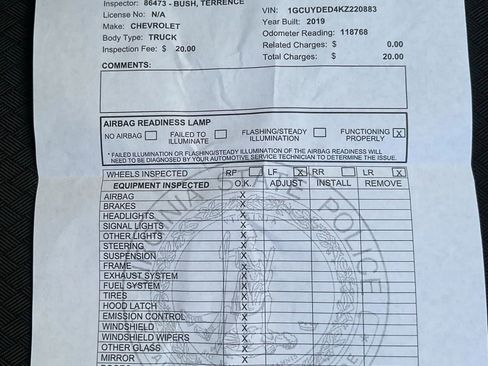 Inspector: 86473 - BUSH, TERRENCE
License No: N/A
VIN: 1GCUYDED4KZ220883
Make: CHEVROLET
Year Built: 2019
Body Type: TRUCK
Odometer Reading: 118768
Inspection Fee: $ 20.00
Related Charges: $ 0.00
Total Charges: $ 20.00
COMMENTS:
AIRBAG READINESS LAMP
NO AIRBAG FAILED TO ILLUMINATE FLASHING/STEADY ILLUMINATION FUNCTIONING PROPERLY X
* FAILED ILLUMINATION OR FLASHING/STEADY ILLUMINATION OF THE AIRBAG READINESS WILL
NEED TO BE DIAGNOSED BY YOUR AUTOMOTIVE SERVICE TECHNICIAN TO DETERMINE THE ISSUE.
WHEELS INSPECTED RF LF X RR LR X
EQUIPMENT INSPECTED O.K. ADJUST INSTALL REMOVE
AIRBAG X
BRAKES X
HEADLIGHTS X
SIGNAL LIGHTS X
OTHER LIGHTS X
STEERING X
SUSPENSION X
FRAME X
EXHAUST SYSTEM X
FUEL SYSTEM X
TIRES X
HOOD LATCH X
EMISSION CONTROL X
WINDSHIELD X
WINDSHIELD WIPERS X
OTHER GLASS X
MIRROR X